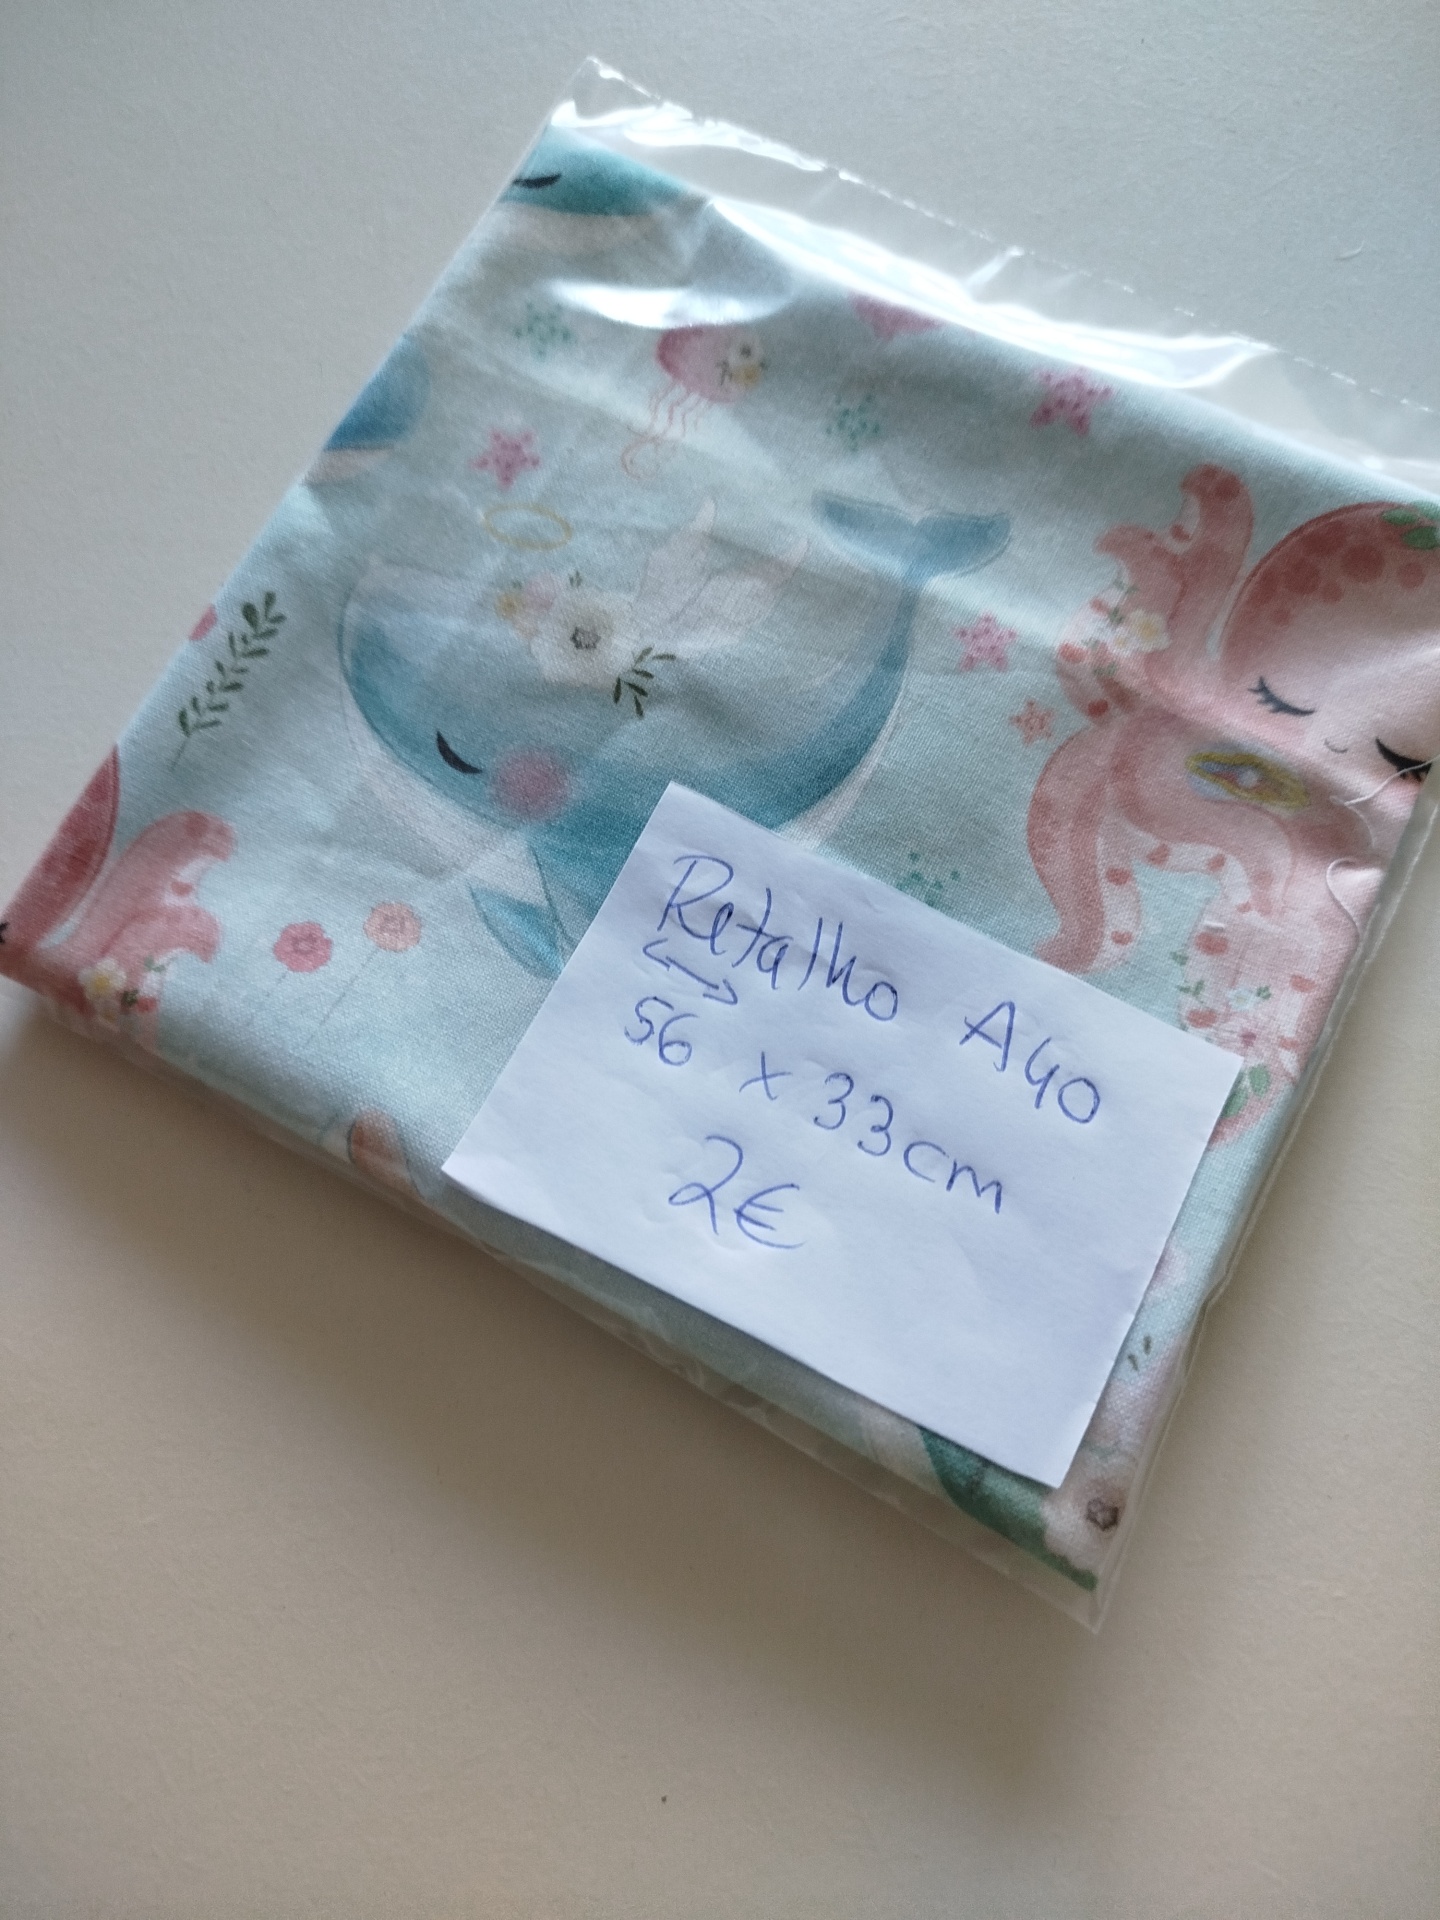 Retalho A40
↔
56 x 33cm
2€